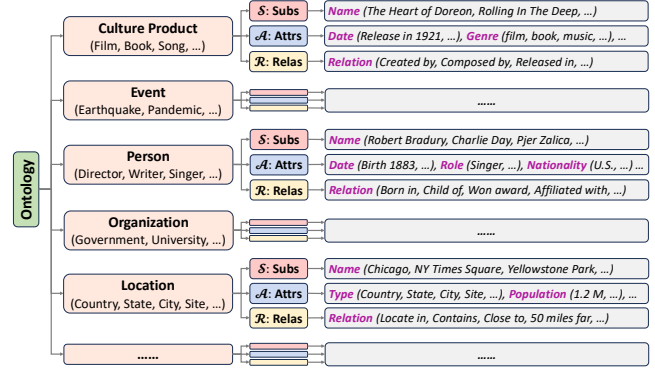 Ontology
Culture Product
(Film, Book, Song, ...)
𝒮: Subs
Name (The Heart of Doreon, Rolling In The Deep, ...)
𝒜: Attrs
Date (Release in 1921, ...), Genre (film, book, music, ...), ...
ℛ: Relas
Relation (Created by, Composed by, Released in, ...)
Event
(Earthquake, Pandemic, ...)
......
Person
(Director, Writer, Singer, ...)
𝒮: Subs
Name (Robert Bradury, Charlie Day, Pjer Zalica, ...)
𝒜: Attrs
Date (Birth 1883, ...), Role (Singer, ...), Nationality (U.S., ...) ...
ℛ: Relas
Relation (Born in, Child of, Won award, Affiliated with, ...)
Organization
(Government, University, ...)
......
Location
(Country, State, City, Site, ...)
𝒮: Subs
Name (Chicago, NY Times Square, Yellowstone Park, ...)
𝒜: Attrs
Type (Country, State, City, Site, ...), Population (1.2 M, ...), ...
ℛ: Relas
Relation (Locate in, Contains, Close to, 50 miles far, ...)
......
......